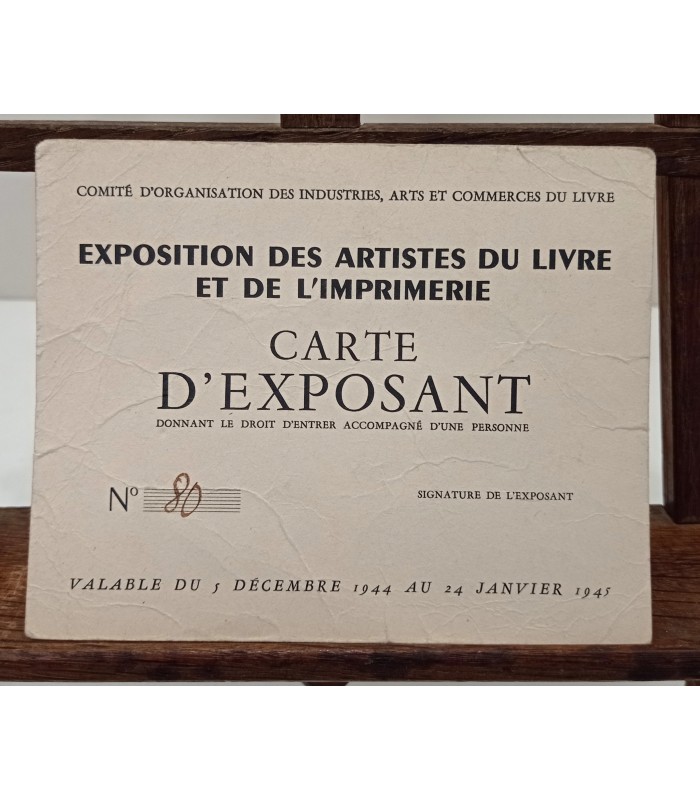 COMITÉ D'ORGANISATION DES INDUSTRIES, ARTS ET COMMERCES DU LIVRE
EXPOSITION DES ARTISTES DU LIVRE
ET DE L'IMPRIMERIE
CARTE
D'EXPOSANT
DONNANT LE DROIT D'ENTRER ACCOMPAGNÉ D'UNE PERSONNE
Nº 80
SIGNATURE DE L'EXPOSANT
VALABLE DU 5 DÉCEMBRE 1944 AU 24 JANVIER 1945